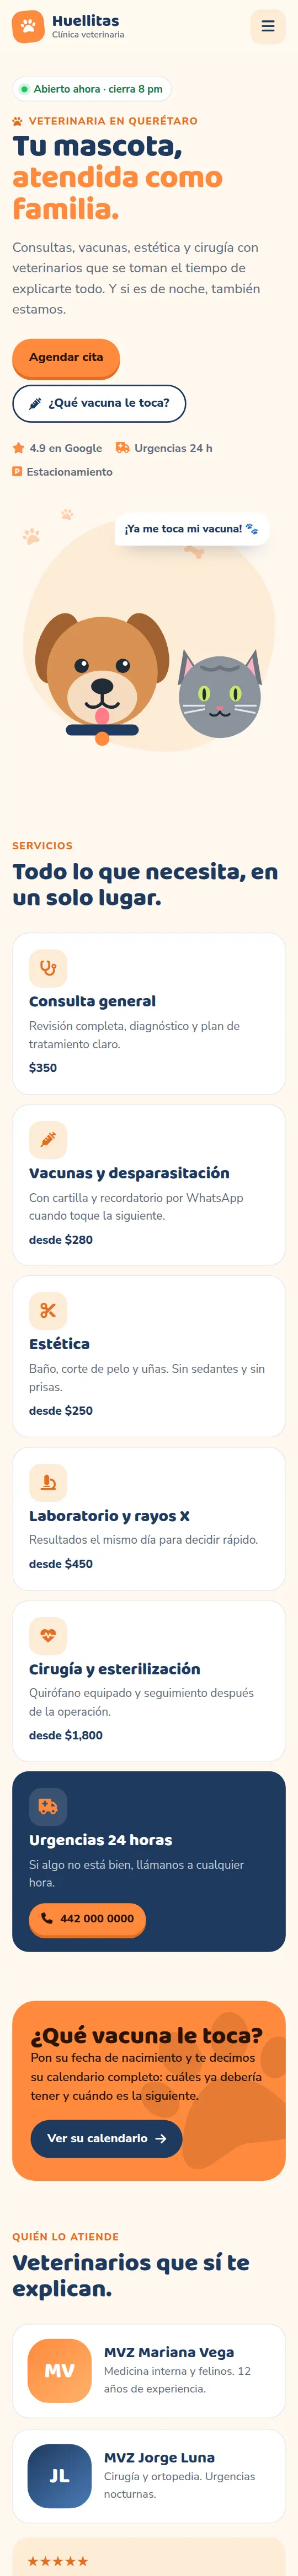 Huellitas
Clínica veterinaria
Abierto ahora · cierra 8 pm
VETERINARIA EN QUERÉTARO
Tu mascota,
atendida como
familia.
Consultas, vacunas, estética y cirugía con
veterinarios que se toman el tiempo de
explicarte todo. Y si es de noche, también
estamos.
Agendar cita
¿Qué vacuna le toca?
4.9 en Google
Urgencias 24 h
P Estacionamiento
¡Ya me toca mi vacuna! 🐾
SERVICIOS
Todo lo que necesita, en
un solo lugar.
Consulta general
Revisión completa, diagnóstico y plan de
tratamiento claro.
$350
Vacunas y desparasitación
Con cartilla y recordatorio por WhatsApp
cuando toque la siguiente.
desde $280
Estética
Baño, corte de pelo y uñas. Sin sedantes y sin
prisas.
desde $250
Laboratorio y rayos X
Resultados el mismo día para decidir rápido.
desde $450
Cirugía y esterilización
Quirófano equipado y seguimiento después
de la operación.
desde $1,800
Urgencias 24 horas
Si algo no está bien, llámanos a cualquier
hora.
442 000 0000
¿Qué vacuna le toca?
Pon su fecha de nacimiento y te decimos
su calendario completo: cuáles ya debería
tener y cuándo es la siguiente.
Ver su calendario →
QUIÉN LO ATIENDE
Veterinarios que sí te
explican.
MV
MVZ Mariana Vega
Medicina interna y felinos. 12
años de experiencia.
JL
MVZ Jorge Luna
Cirugía y ortopedia. Urgencias
nocturnas.
★★★★★